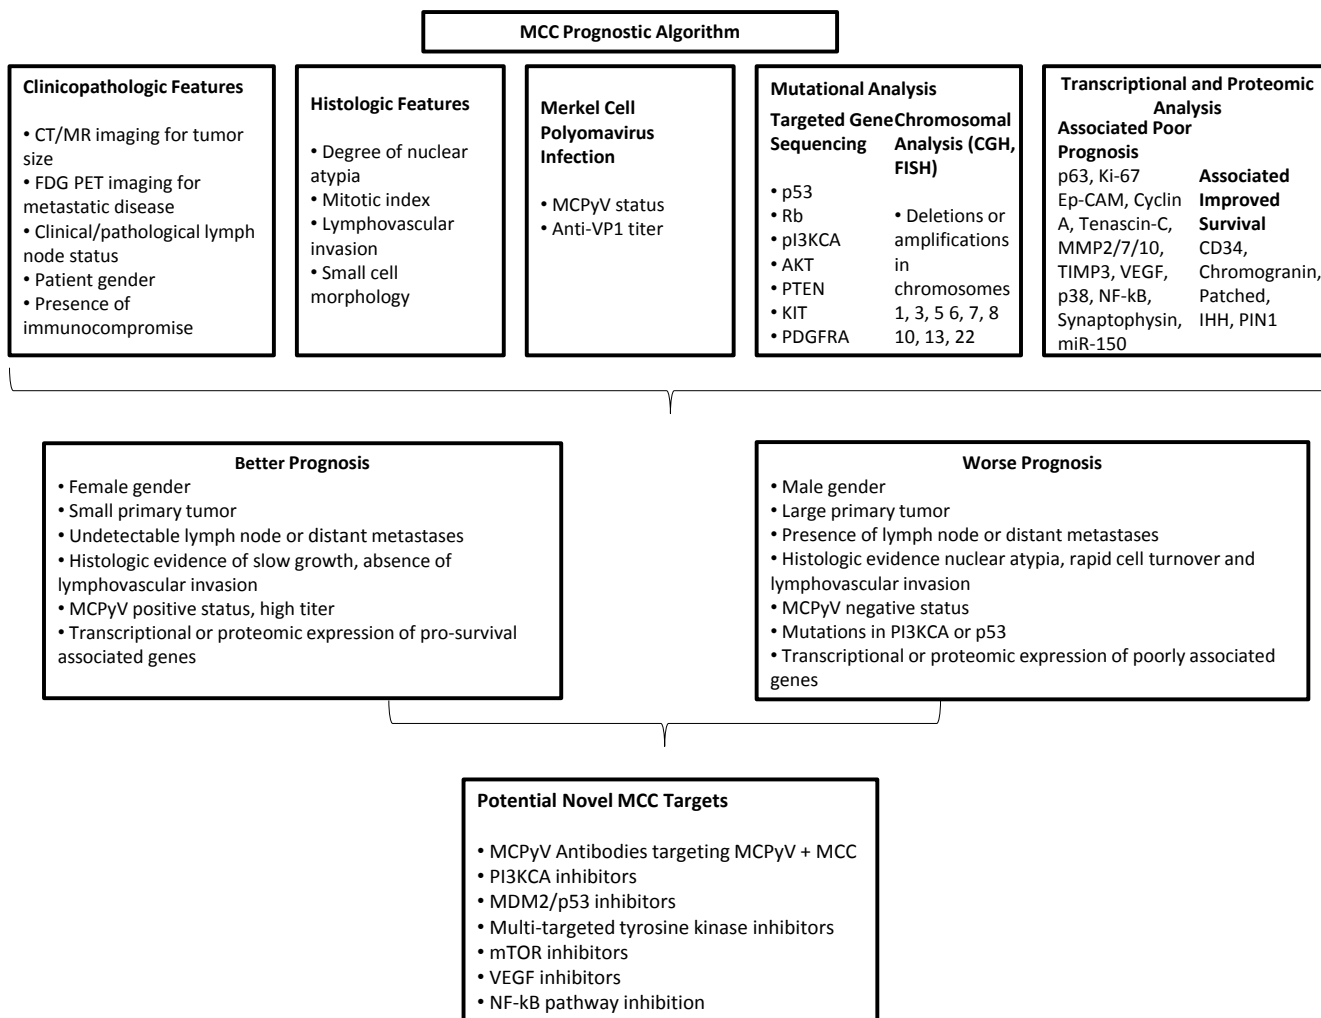 MCC Prognostic Algorithm
Clinicopathologic Features
• CT/MR imaging for tumor
size
• FDG PET imaging for
metastatic disease
• Clinical/pathological lymph
node status
• Patient gender
• Presence of
immunocompromise
Histologic Features
• Degree of nuclear
atypia
• Mitotic index
• Lymphovascular
invasion
• Small cell
morphology
Merkel Cell
Polyomavirus
Infection
• MCPyV status
• Anti-VP1 titer
Mutational Analysis
Targeted Gene
Sequencing
• p53
• Rb
• pI3KCA
• AKT
• PTEN
• KIT
• PDGFRA
Chromosomal
Analysis (CGH,
FISH)
• Deletions or
amplifications
in
chromosomes
1, 3, 5 6, 7, 8
10, 13, 22
Transcriptional and Proteomic
Analysis
Associated Poor
Prognosis
p63, Ki-67
Ep-CAM, Cyclin
A, Tenascin-C,
MMP2/7/10,
TIMP3, VEGF,
p38, NF-kB,
Synaptophysin,
miR-150
Associated
Improved
Survival
CD34,
Chromogranin,
Patched,
IHH, PIN1
Better Prognosis
• Female gender
• Small primary tumor
• Undetectable lymph node or distant metastases
• Histologic evidence of slow growth, absence of
lymphovascular invasion
• MCPyV positive status, high titer
• Transcriptional or proteomic expression of pro-survival
associated genes
Worse Prognosis
• Male gender
• Large primary tumor
• Presence of lymph node or distant metastases
• Histologic evidence nuclear atypia, rapid cell turnover and
lymphovascular invasion
• MCPyV negative status
• Mutations in PI3KCA or p53
• Transcriptional or proteomic expression of poorly associated
genes
Potential Novel MCC Targets
• MCPyV Antibodies targeting MCPyV + MCC
• PI3KCA inhibitors
• MDM2/p53 inhibitors
• Multi-targeted tyrosine kinase inhibitors
• mTOR inhibitors
• VEGF inhibitors
• NF-kB pathway inhibition